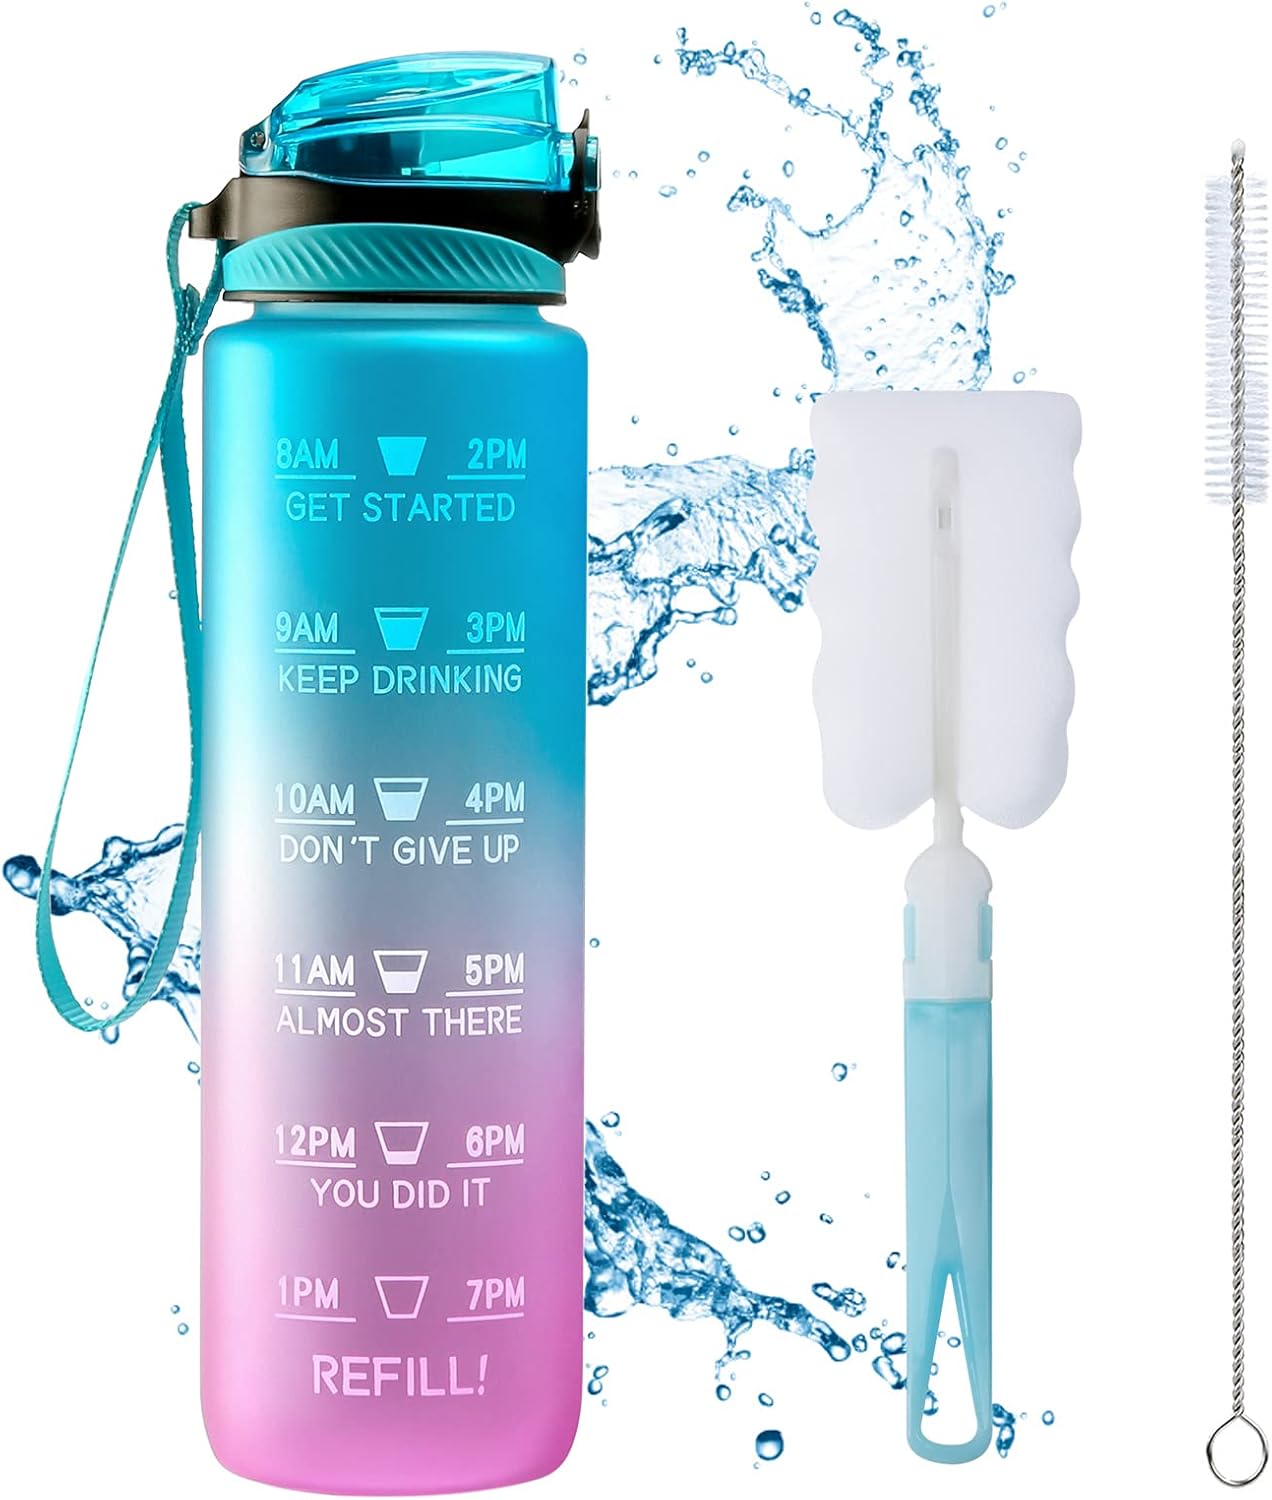 8AM 2PM
GET STARTED
9AM 3PM
KEEP DRINKING
10AM 4PM
DON'T GIVE UP
11AM 5PM
ALMOST THERE
12PM 6PM
YOU DID IT
1PM 7PM
REFILL!